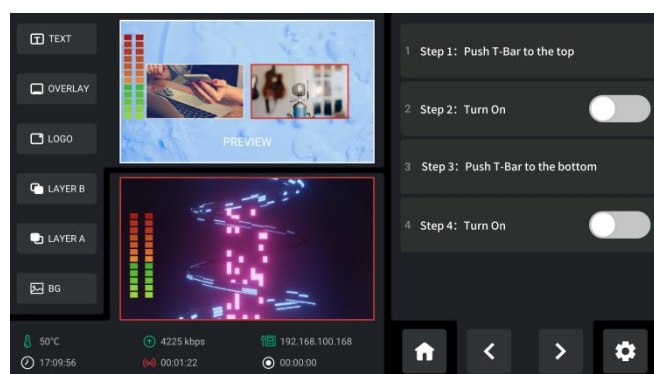 TEXT
OVERLAY
LOGO
LAYER B
LAYER A
BG
PREVIEW
50°C
4225 kbps
192.168.100.168
17:09:56
00:01:22
00:00:00
1 Step 1: Push T-Bar to the top
2 Step 2: Turn On
3 Step 3: Push T-Bar to the bottom
4 Step 4: Turn On